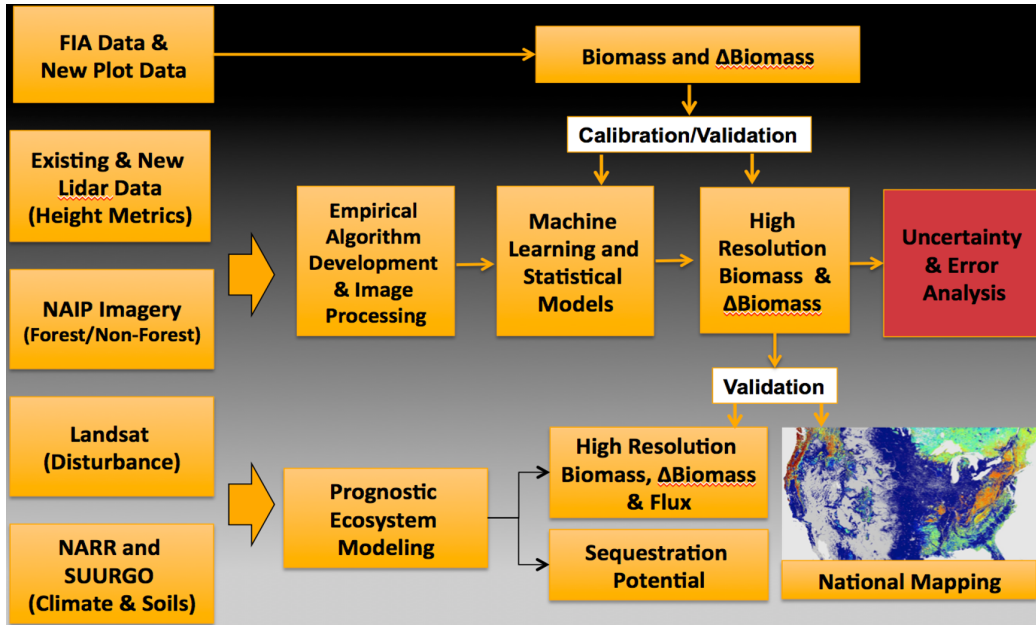 FIA Data &
New Plot Data
Biomass and ΔBiomass
Calibration/Validation
Existing & New
Lidar Data
(Height Metrics)
Empirical
Algorithm
Development
& Image
Processing
Machine
Learning and
Statistical
Models
High
Resolution
Biomass &
ΔBiomass
Uncertainty
& Error
Analysis
NAIP Imagery
(Forest/Non-Forest)
Validation
Landsat
(Disturbance)
Prognostic
Ecosystem
Modeling
High Resolution
Biomass, ΔBiomass
& Flux
NARR and
SUURGO
(Climate & Soils)
Sequestration
Potential
National Mapping